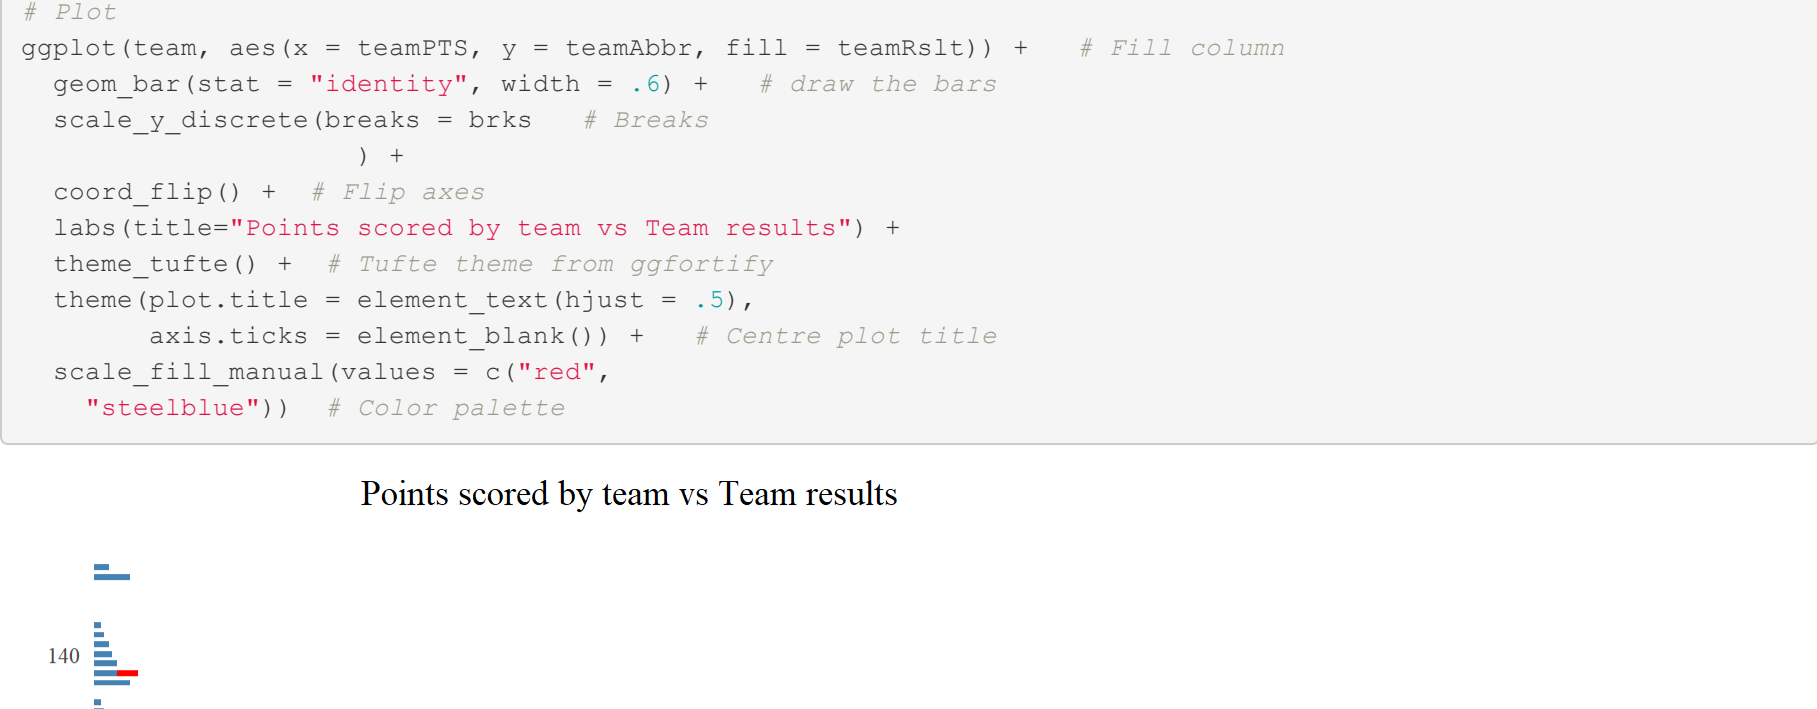 # Plot
ggplot(team, aes(x = teamPTS, y = teamAbbr, fill = teamRslt)) +   # Fill column
  geom_bar(stat = "identity", width = .6) +   # draw the bars
  scale_y_discrete(breaks = brks   # Breaks
                     ) +
  coord_flip() +  # Flip axes
  labs(title="Points scored by team vs Team results") +
  theme_tufte() +  # Tufte theme from ggfortify
  theme(plot.title = element_text(hjust = .5),
        axis.ticks = element_blank()) +   # Centre plot title
  scale_fill_manual(values = c("red",
    "steelblue"))  # Color palette
Points scored by team vs Team results
140